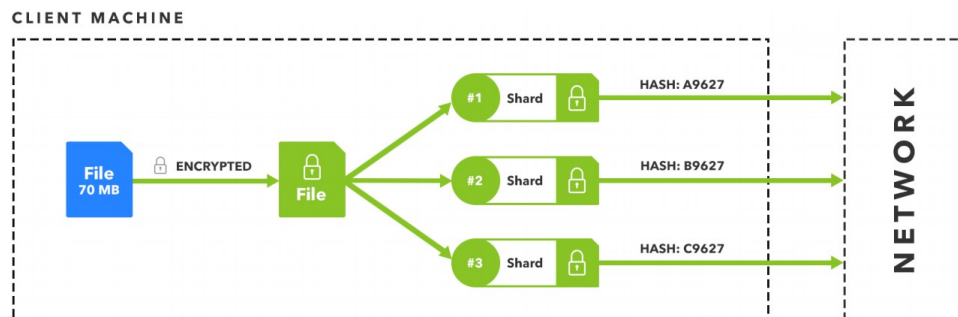 CLIENT MACHINE
File
70 MB
ENCRYPTED
File
#1 Shard
HASH: A9627
#2 Shard
HASH: B9627
#3 Shard
HASH: C9627
NETWORK